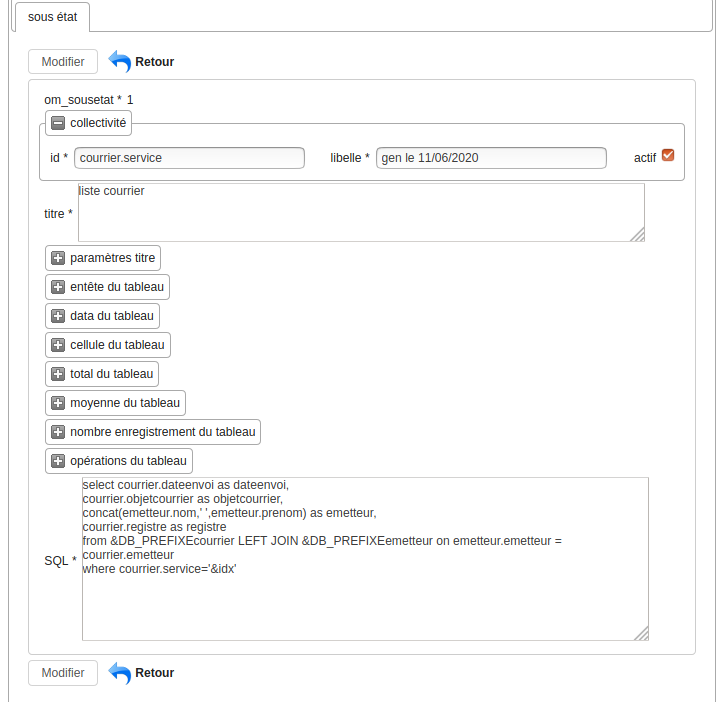 sous état
Modifier Retour
om_sousetat * 1
collectivité
id * courrier.service libelle * gen le 11/06/2020 actif
liste courrier
titre *
paramètres titre
entête du tableau
data du tableau
cellule du tableau
total du tableau
moyenne du tableau
nombre enregistrement du tableau
opérations du tableau
select courrier.dateenvoi as dateenvoi,
courrier.objetcourrier as objetcourrier,
concat(emetteur.nom,' ',emetteur.prenom) as emetteur,
courrier.registre as registre
from &DB_PREFIXEcourrier LEFT JOIN &DB_PREFIXEemetteur on emetteur.emetteur =
courrier.emetteur
SQL *
where courrier.service='&idx'
Modifier Retour